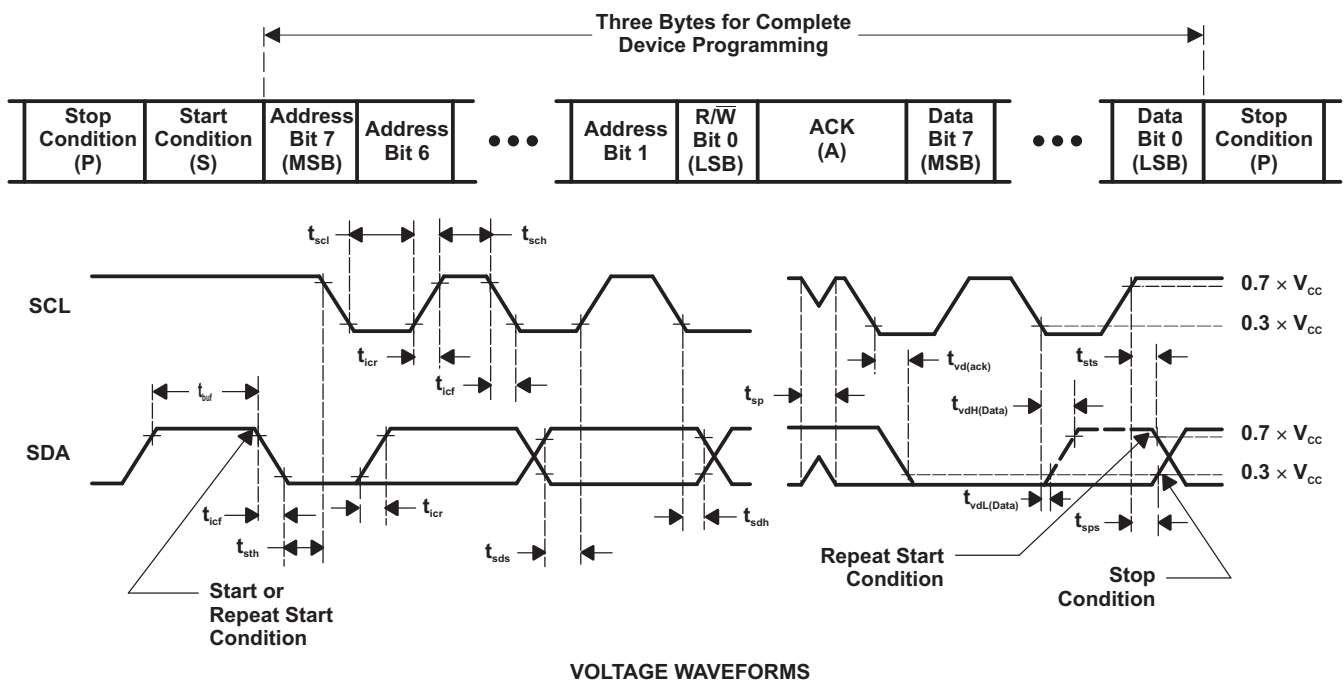 Three Bytes for Complete
Device Programming
Stop
Condition
(P)
Start
Condition
(S)
Address
Bit 7
(MSB)
Address
Bit 6
•••
Address
Bit 1
R/W̅
Bit 0
(LSB)
ACK
(A)
Data
Bit 7
(MSB)
•••
Data
Bit 0
(LSB)
Stop
Condition
(P)
tscl
tsch
SCL
0.7 × VCC
0.3 × VCC
ticr
ticf
tvd(ack)
tsts
tbuf
tsp
tvdH(Data)
SDA
0.7 × VCC
0.3 × VCC
ticf
ticr
tsdh
tvdL(Data)
tsps
tsth
tsds
Start or
Repeat Start
Condition
Repeat Start
Condition
Stop
Condition
VOLTAGE WAVEFORMS